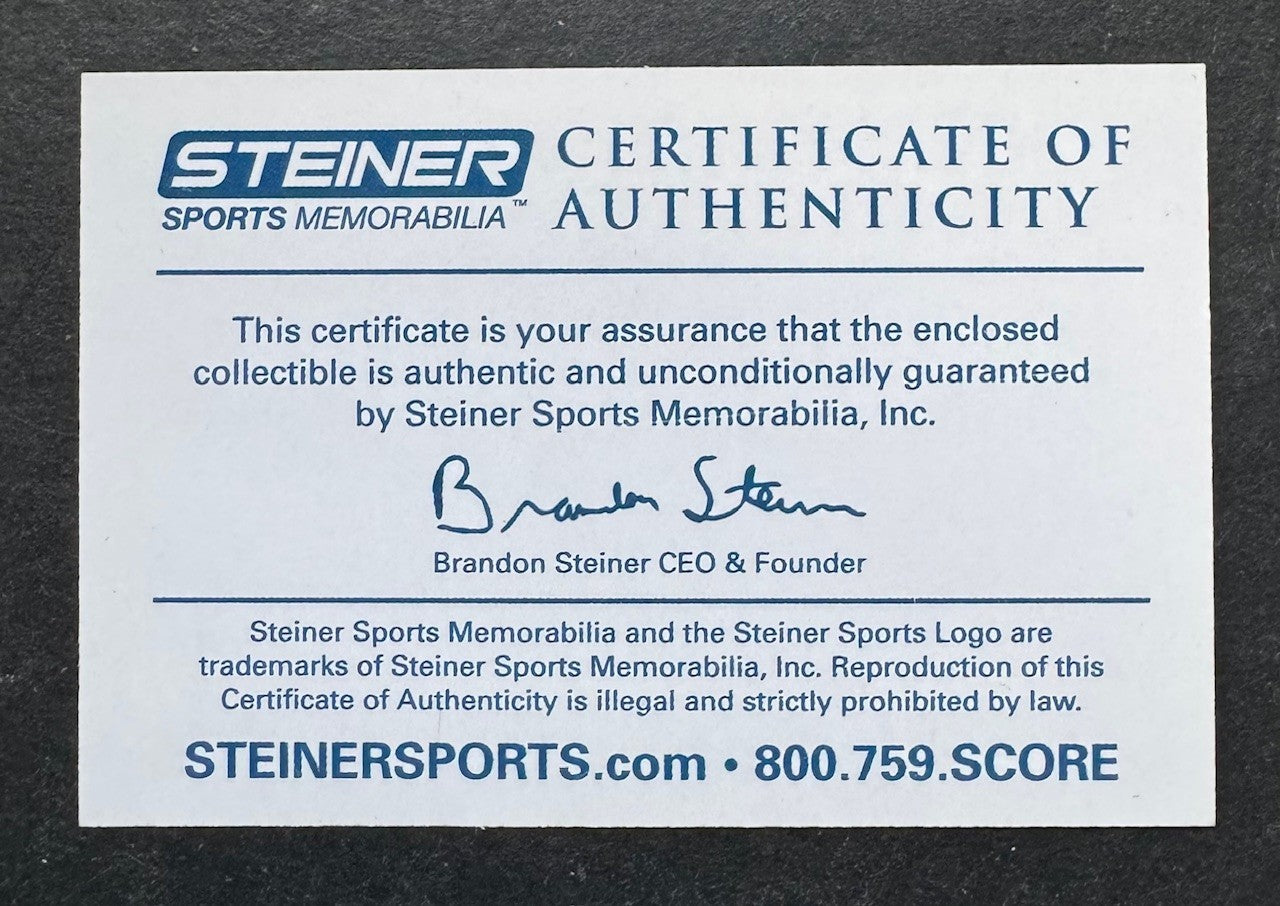 STEINER
SPORTS MEMORABILIA™
CERTIFICATE OF
AUTHENTICITY
This certificate is your assurance that the enclosed
collectible is authentic and unconditionally guaranteed
by Steiner Sports Memorabilia, Inc.
Brandon Steiner
Brandon Steiner CEO & Founder
Steiner Sports Memorabilia and the Steiner Sports Logo are
trademarks of Steiner Sports Memorabilia, Inc. Reproduction of this
Certificate of Authenticity is illegal and strictly prohibited by law.
STEINERSPORTS.com • 800.759.SCORE